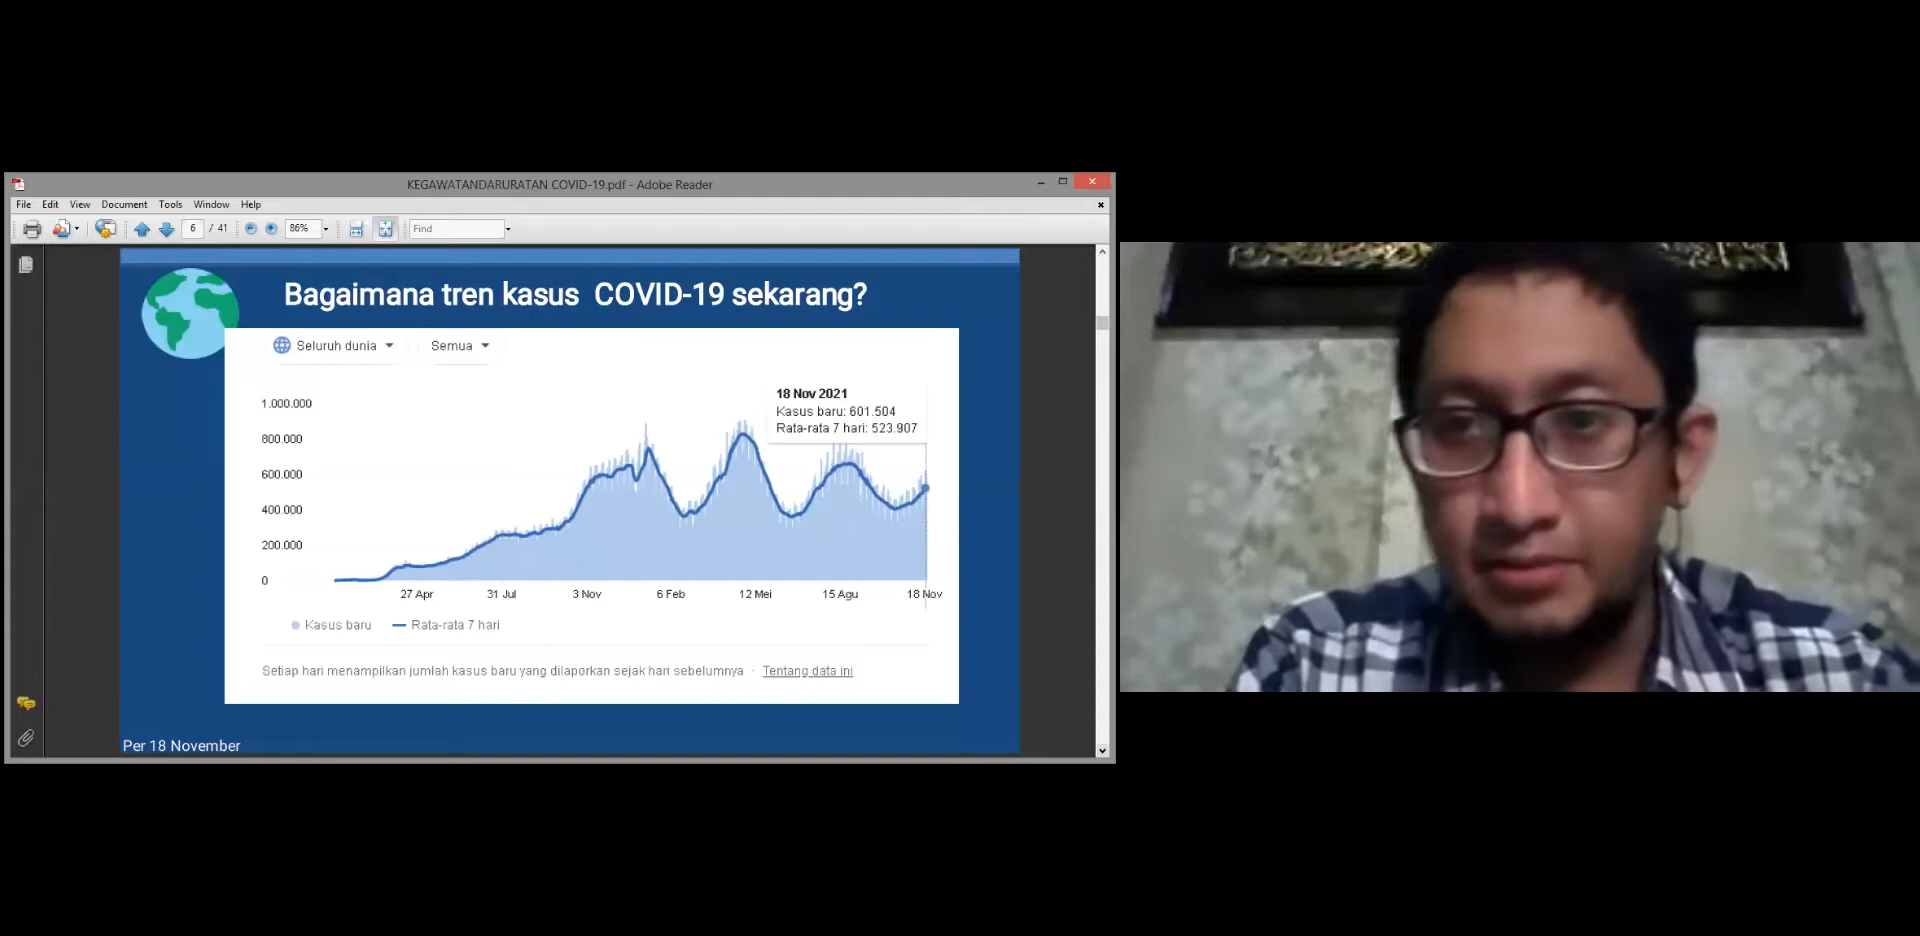 KEGAWATANDARURATAN COVID-19.pdf - Adobe Reader
File Edit View Document Tools Window Help
6 / 41 86% Find
Bagaimana tren kasus COVID-19 sekarang?
Seluruh dunia Semua
18 Nov 2021
Kasus baru: 601.504
Rata-rata 7 hari: 523.907
1.000.000
800.000
600.000
400.000
200.000
0
27 Apr 31 Jul 3 Nov 6 Feb 12 Mei 15 Agu 18 Nov
Kasus baru Rata-rata 7 hari
Setiap hari menampilkan jumlah kasus baru yang dilaporkan sejak hari sebelumnya · Tentang data ini
Per 18 November